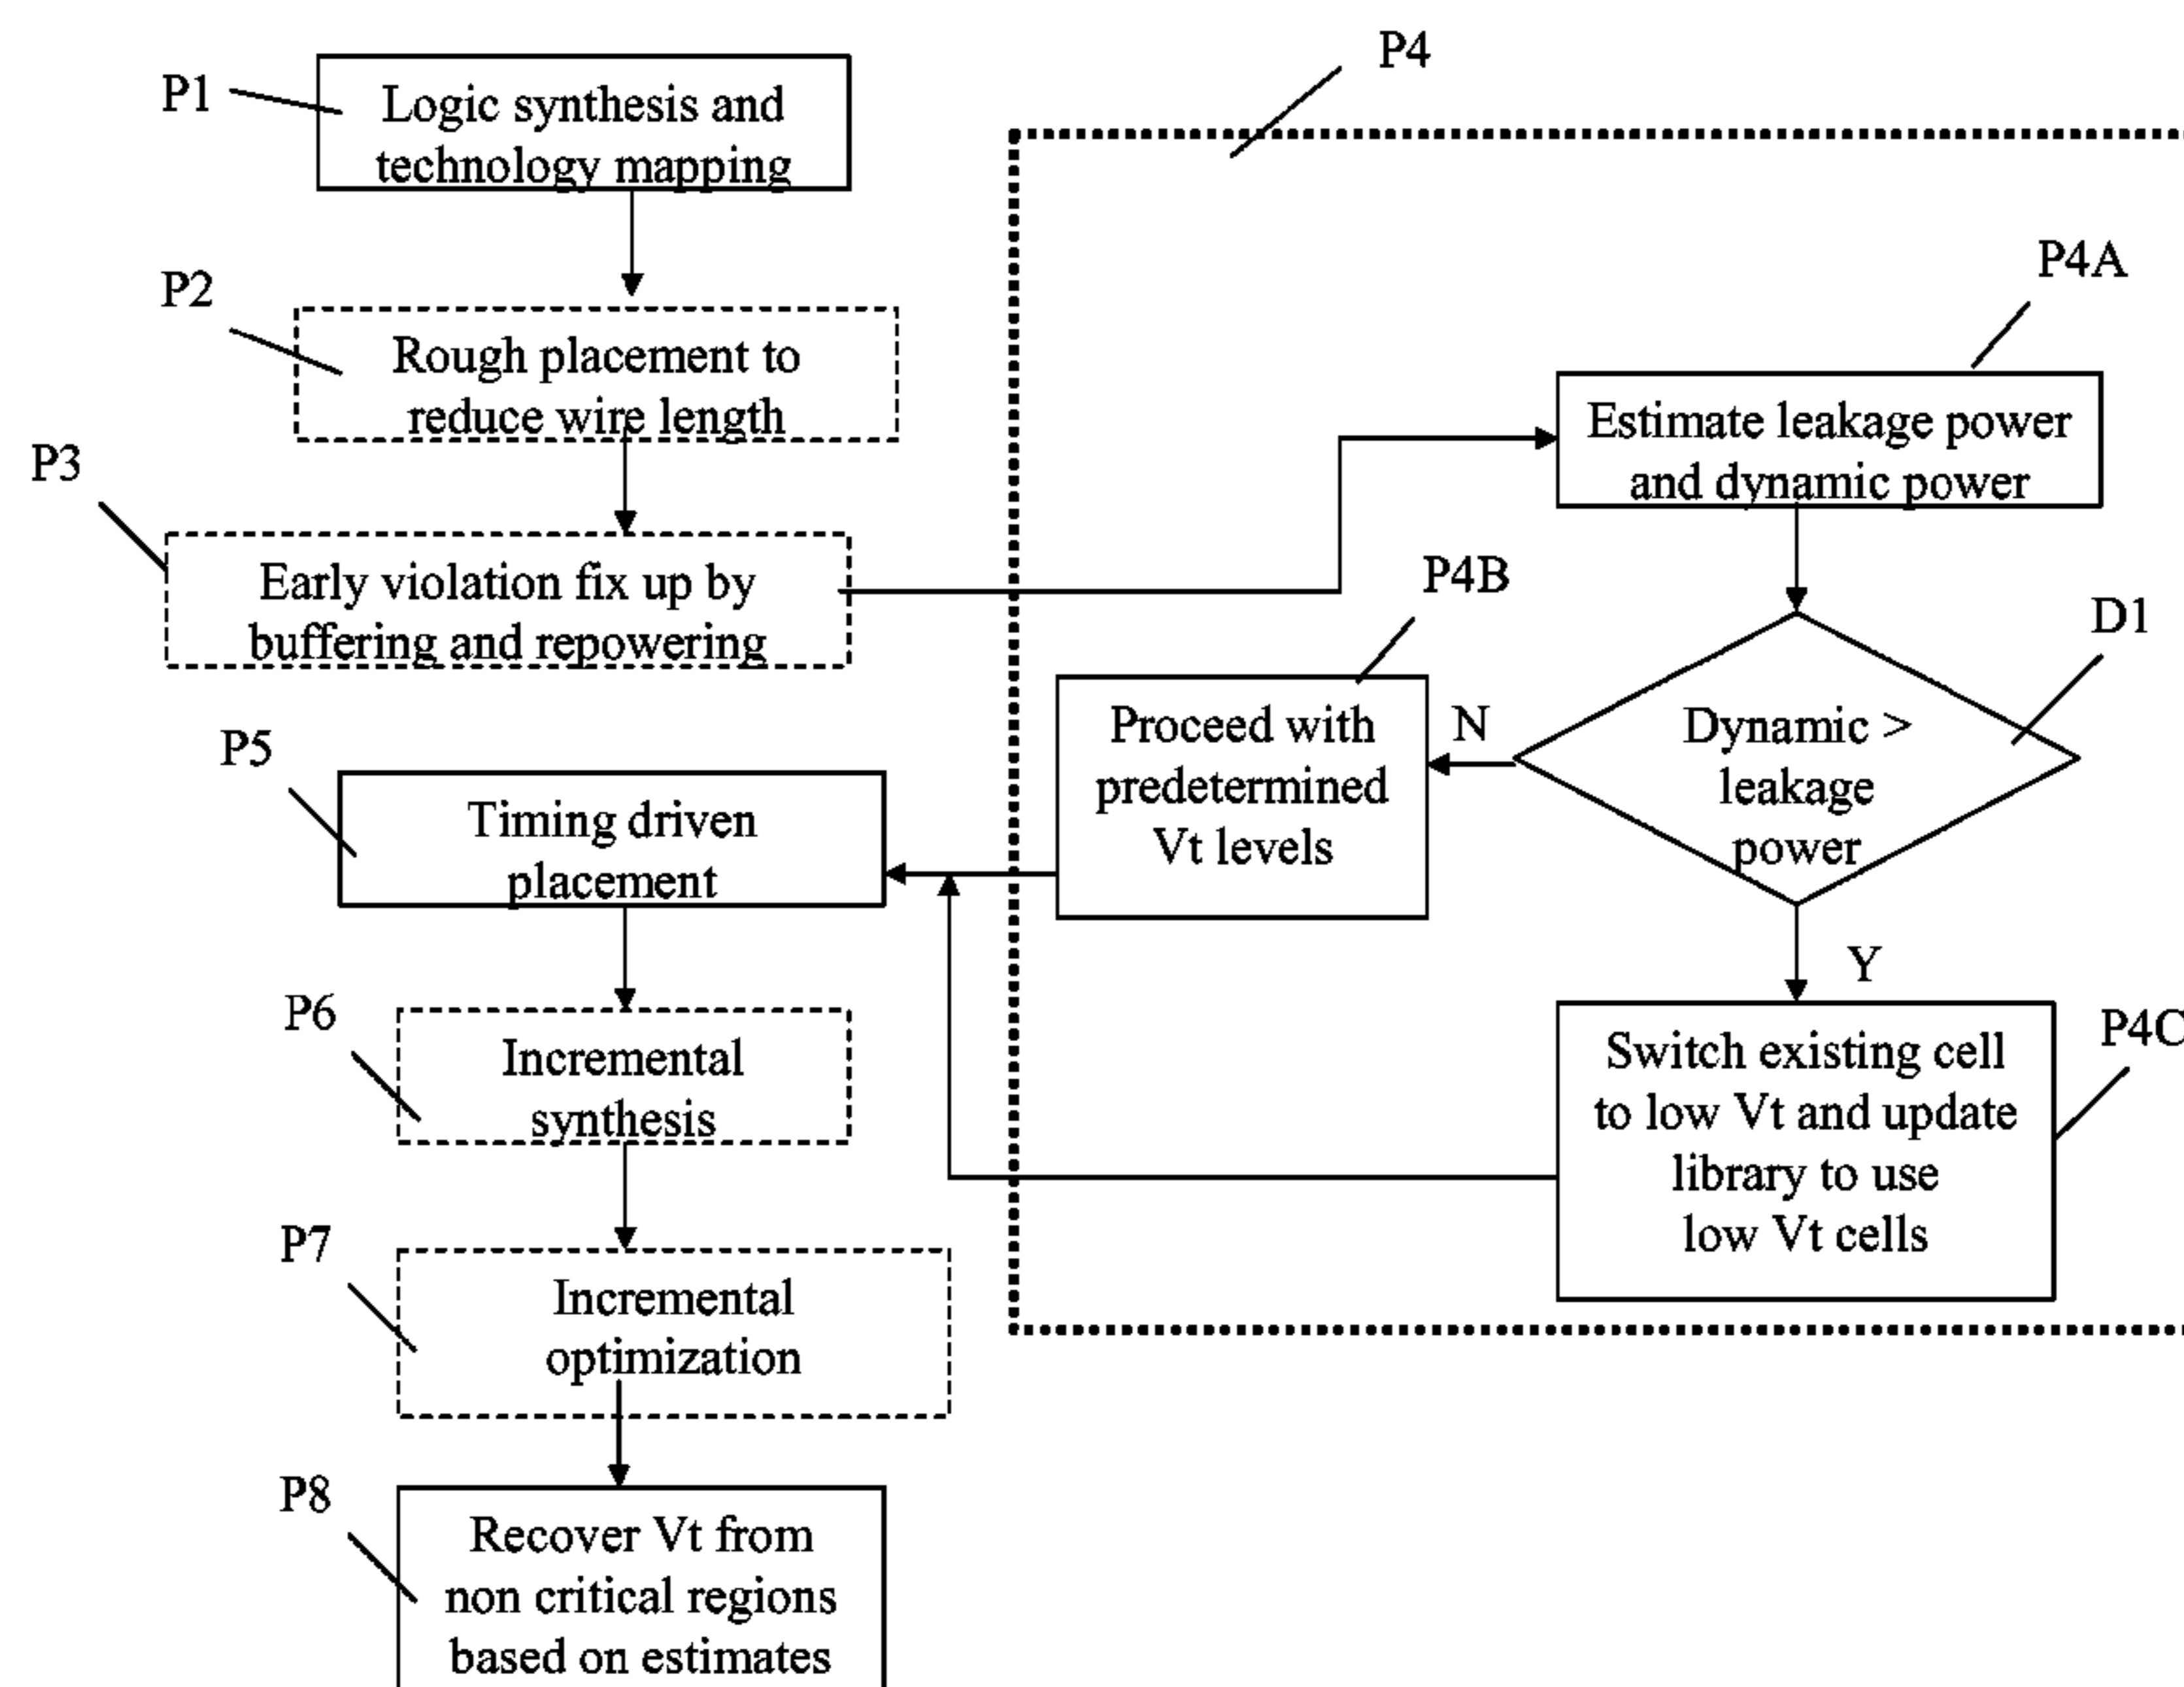 P4
P1
Logic synthesis and
technology mapping
P2
Rough placement to
reduce wire length
P4A
Estimate leakage power
and dynamic power
P3
Early violation fix up by
buffering and repowering
P4B
Proceed with
predetermined
Vt levels
N
D1
Dynamic >
leakage
power
Y
P5
Timing driven
placement
P4C
Switch existing cell
to low Vt and update
library to use
low Vt cells
P6
Incremental
synthesis
P7
Incremental
optimization
P8
Recover Vt from
non critical regions
based on estimates